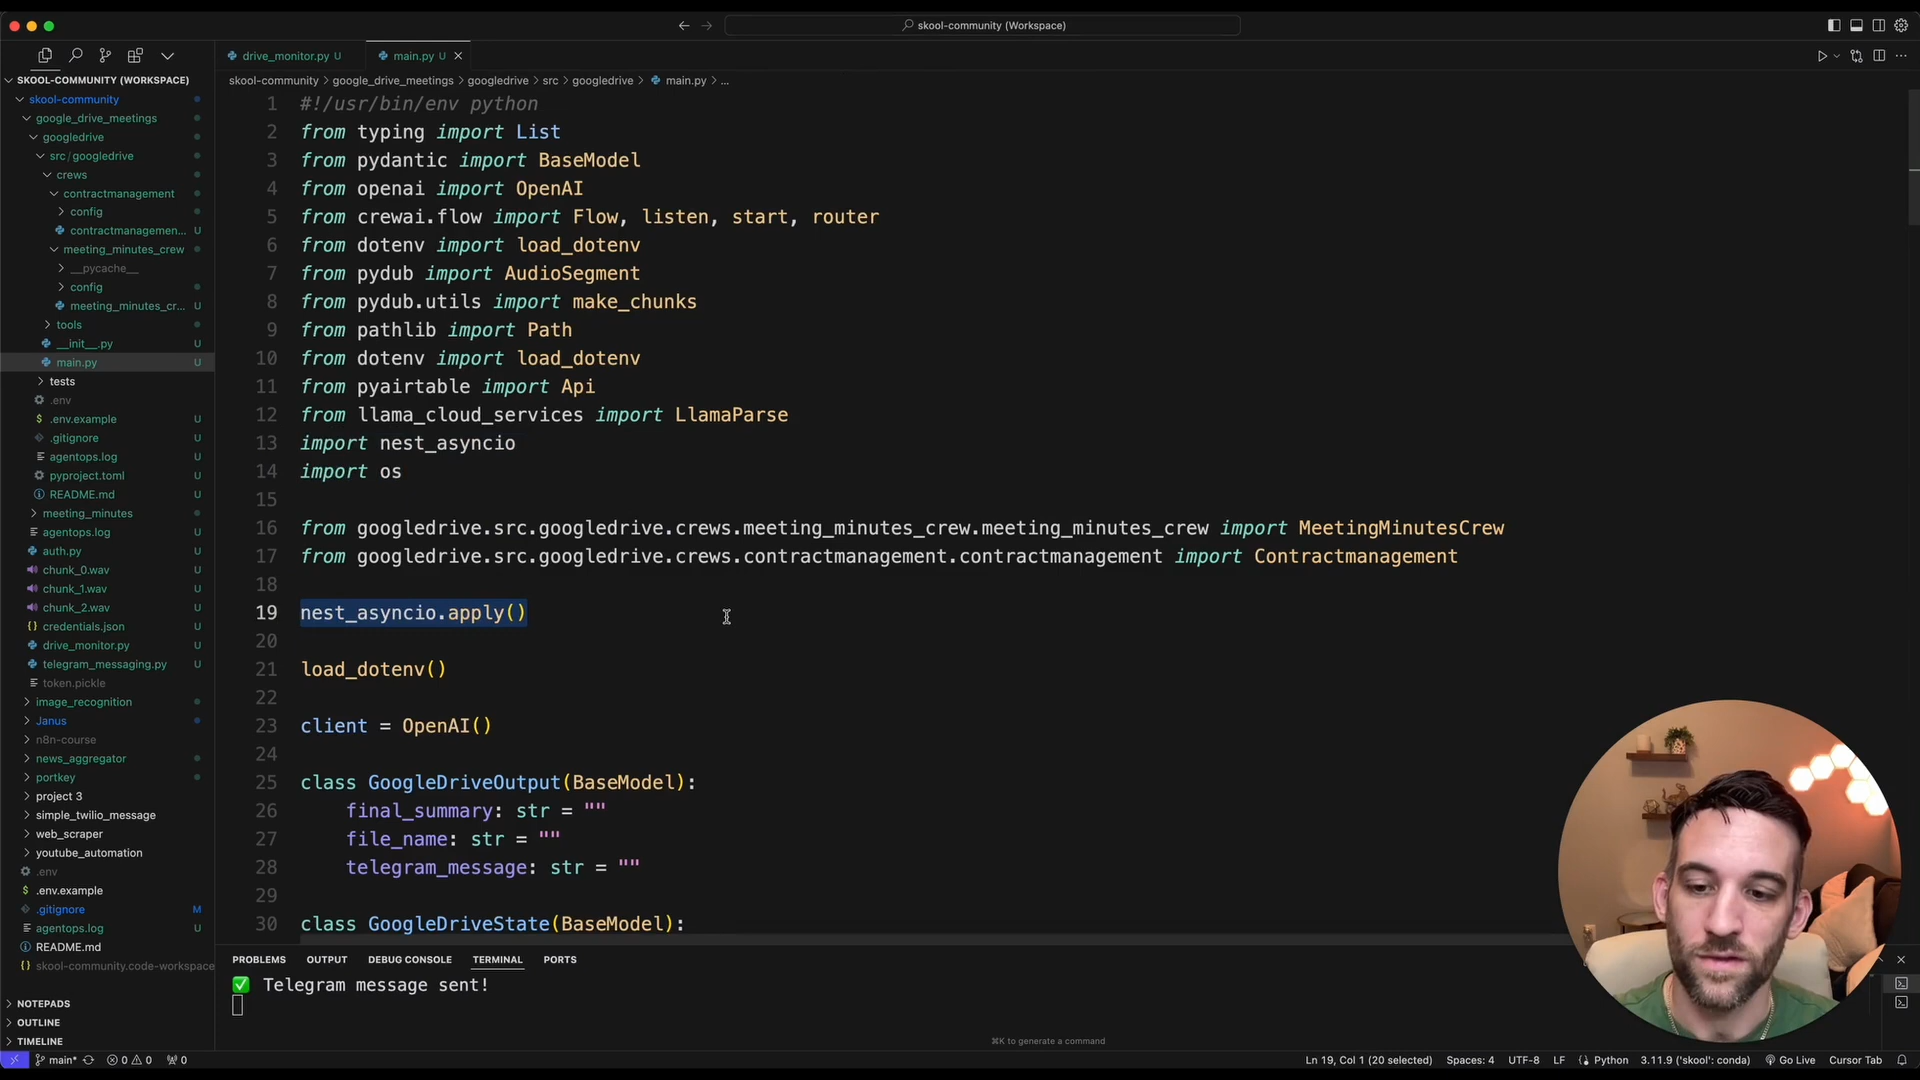 skool-community (Workspace)
drive_monitor.py U
main.py U
SKOOL-COMMUNITY (WORKSPACE)
skool-community > google_drive_meetings > googledrive > src > googledrive > main.py > ...
skool-community
google_drive_meetings
googledrive
src/googledrive
crews
contractmanagement
config
contractmanagemen... U
meeting_minutes_crew
__pycache__
config
meeting_minutes_cr... U
tools
__init__.py U
main.py U
tests
.env
.env.example U
.gitignore U
agentops.log U
pyproject.toml U
README.md U
meeting_minutes
agentops.log U
auth.py U
chunk_0.wav U
chunk_1.wav U
chunk_2.wav U
credentials.json U
drive_monitor.py U
telegram_messaging.py U
token.pickle
image_recognition
Janus
n8n-course
news_aggregator
portkey
project 3
simple_twilio_message
web_scraper
youtube_automation
.env
.env.example
.gitignore M
agentops.log U
README.md
skool-community.code-workspace
NOTEPADS
OUTLINE
TIMELINE
1 #!/usr/bin/env python
2 from typing import List
3 from pydantic import BaseModel
4 from openai import OpenAI
5 from crewai.flow import Flow, listen, start, router
6 from dotenv import load_dotenv
7 from pydub import AudioSegment
8 from pydub.utils import make_chunks
9 from pathlib import Path
10 from dotenv import load_dotenv
11 from pyairtable import Api
12 from llama_cloud_services import LlamaParse
13 import nest_asyncio
14 import os
15
16 from googledrive.src.googledrive.crews.meeting_minutes_crew.meeting_minutes_crew import MeetingMinutesCrew
17 from googledrive.src.googledrive.crews.contractmanagement.contractmanagement import Contractmanagement
18
19 nest_asyncio.apply()
20
21 load_dotenv()
22
23 client = OpenAI()
24
25 class GoogleDriveOutput(BaseModel):
26 final_summary: str = ""
27 file_name: str = ""
28 telegram_message: str = ""
29
30 class GoogleDriveState(BaseModel):
PROBLEMS OUTPUT DEBUG CONSOLE TERMINAL PORTS
✅ Telegram message sent!
⌘K to generate a command
main* 0 0 0
Ln 19, Col 1 (20 selected) Spaces: 4 UTF-8 LF Python 3.11.9 ('skool': conda) Go Live Cursor Tab